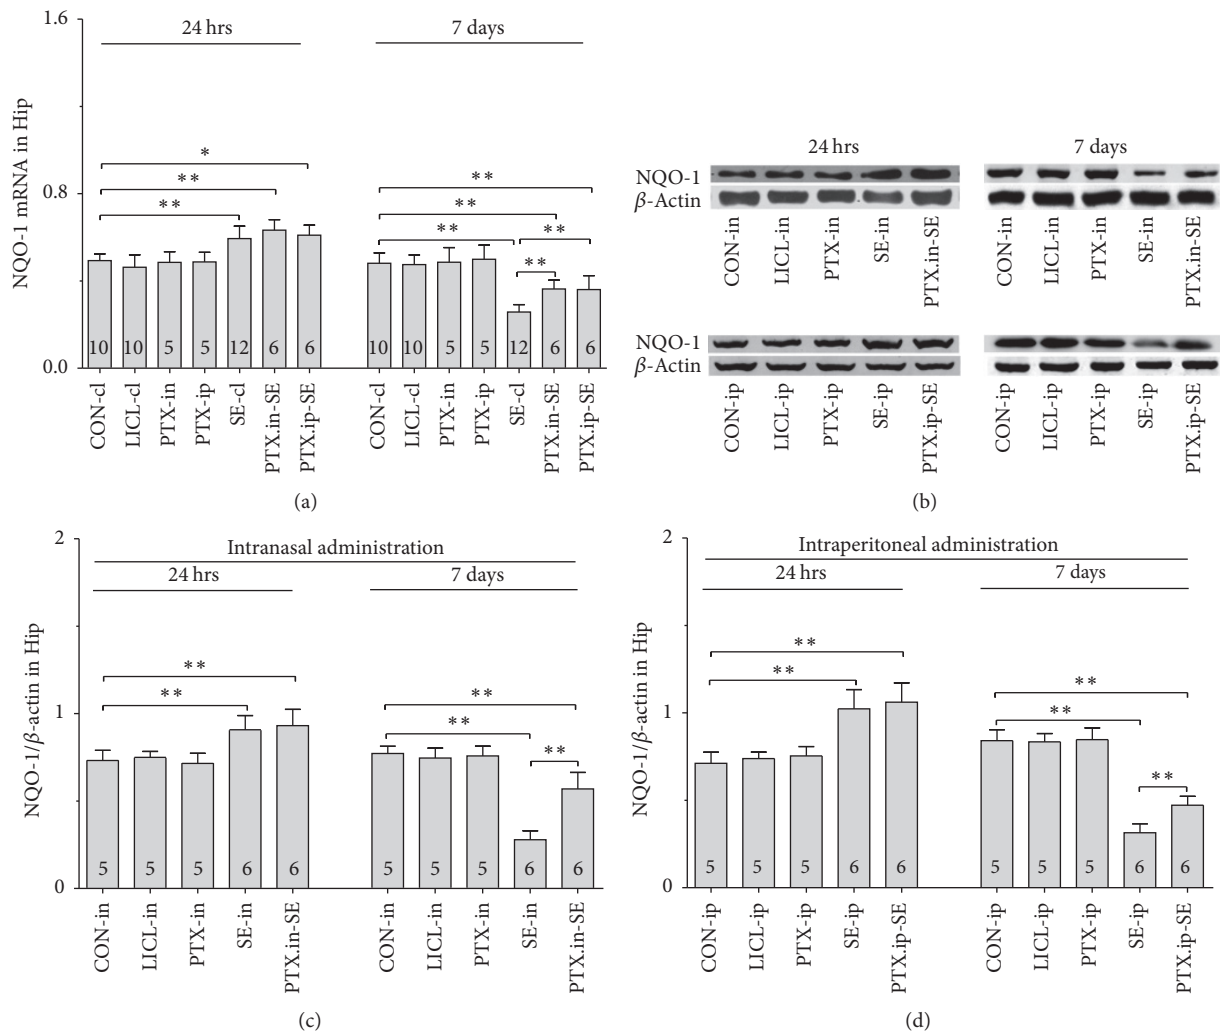 1.6
0.8
0.0
NQO-1 mRNA in Hip
24 hrs
7 days
*
**
**
**
**
**
**
**
10
10
5
5
12
6
6
10
10
5
5
12
6
6
CON-cl
LICL-cl
PTX-in
PTX-ip
SE-cl
PTX.in-SE
PTX.ip-SE
CON-cl
LICL-cl
PTX-in
PTX-ip
SE-cl
PTX.in-SE
PTX.ip-SE
(a)
24 hrs
7 days
NQO-1
β-Actin
CON-in
LICL-in
PTX-in
SE-in
PTX.in-SE
CON-in
LICL-in
PTX-in
SE-in
PTX.in-SE
NQO-1
β-Actin
CON-ip
LICL-ip
PTX-ip
SE-ip
PTX.ip-SE
CON-ip
LICL-ip
PTX-ip
SE-ip
PTX.ip-SE
(b)
2
1
0
NQO-1/β-actin in Hip
Intranasal administration
24 hrs
7 days
**
**
**
**
**
5
5
5
6
6
5
5
5
6
6
CON-in
LICL-in
PTX-in
SE-in
PTX.in-SE
CON-in
LICL-in
PTX-in
SE-in
PTX.in-SE
(c)
2
1
0
NQO-1/β-actin in Hip
Intraperitoneal administration
24 hrs
7 days
**
**
**
**
**
5
5
5
6
6
5
5
5
6
6
CON-ip
LICL-ip
PTX-ip
SE-ip
PTX.ip-SE
CON-ip
LICL-ip
PTX-ip
SE-ip
PTX.ip-SE
(d)